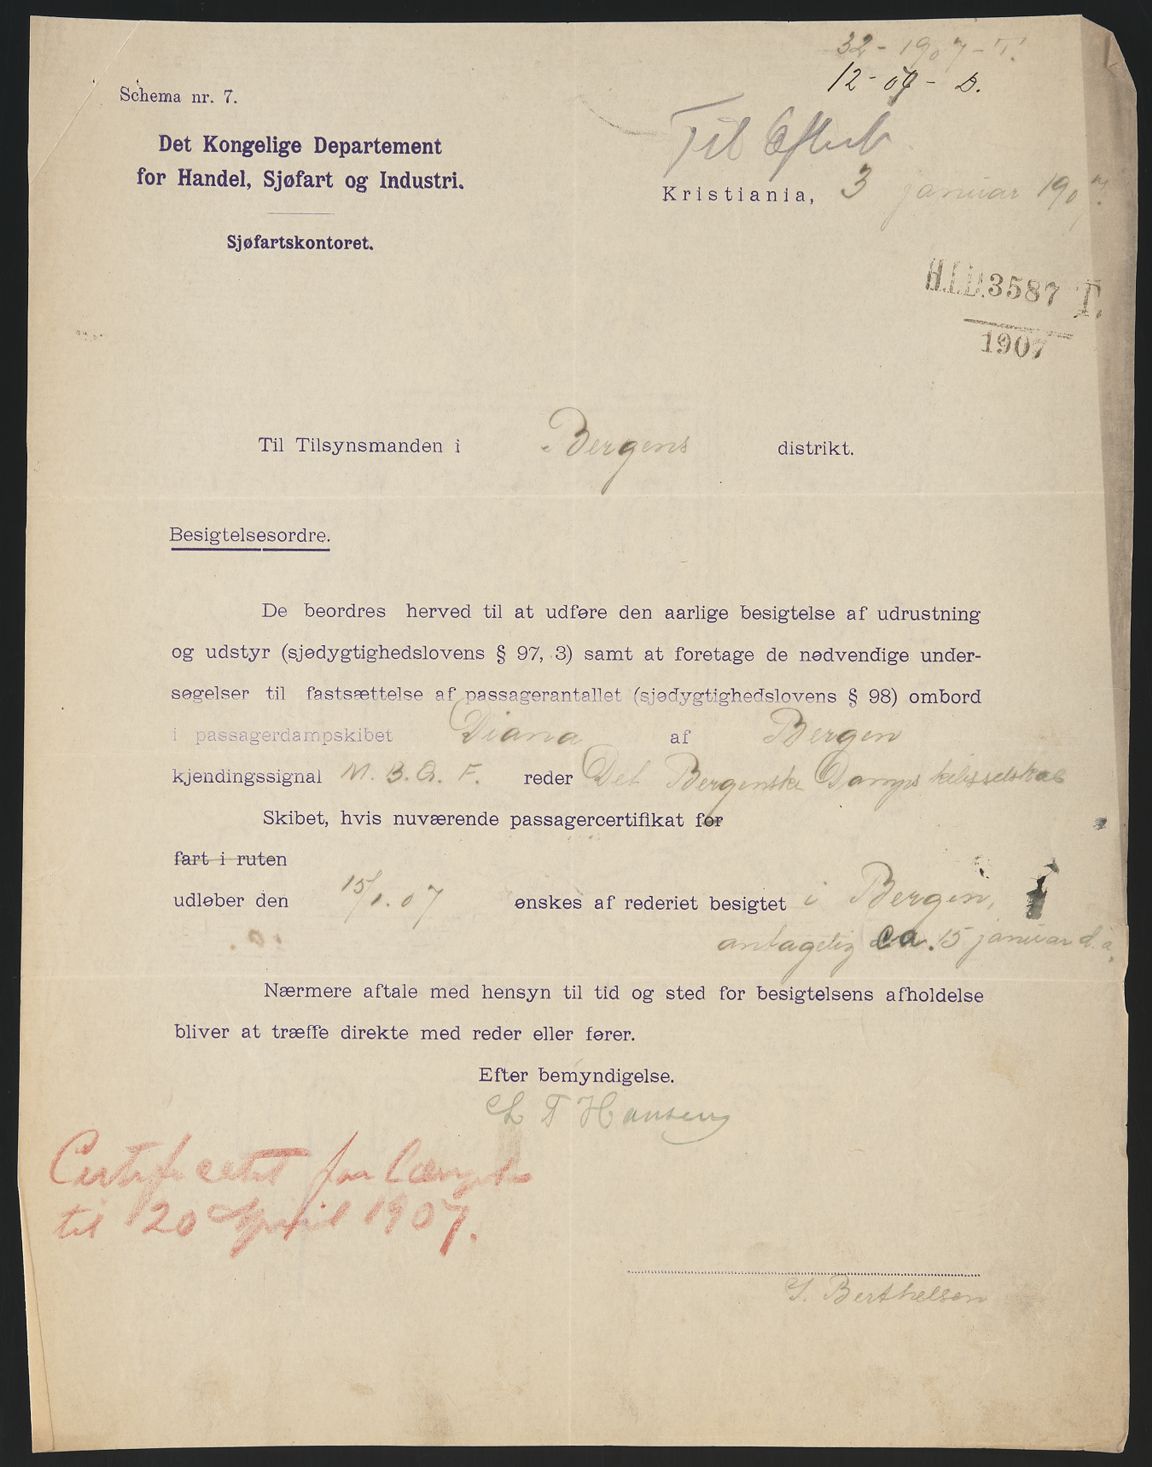 32 - 1907 - T.
12 - 07 - D.
Schema nr. 7.
Det Kongelige Departement
for Handel, Sjøfart og Industri.
Sjøfartskontoret.
Til
Kristiania, 3 januar 1907.
H.I.D. 3587 T.
1907
Til Tilsynsmanden i Bergens distrikt.
Besigtelsesordre.
De beordres herved til at udføre den aarlige besigtelse af udrustning
og udstyr (sjødygtighedslovens § 97, 3) samt at foretage de nødvendige under-
søgelser til fastsættelse af passagerantallet (sjødygtighedslovens § 98) ombord
i passagerdampskibet Diana af Bergen
kjendingssignal M. B. Q. F. reder Det Bergenske Dampskibsselskab
Skibet, hvis nuværende passagercertifikat for
fart i ruten
udløber den 15/1.07 ønskes af rederiet besigtet i Bergen,
antagelig ca. 15 januar d. a.
Nærmere aftale med hensyn til tid og sted for besigtelsens afholdelse
bliver at træffe direkte med reder eller fører.
Efter bemyndigelse.
Hansen
Certificatet forlænget
til 20 April 1907.
S. Berthelsen